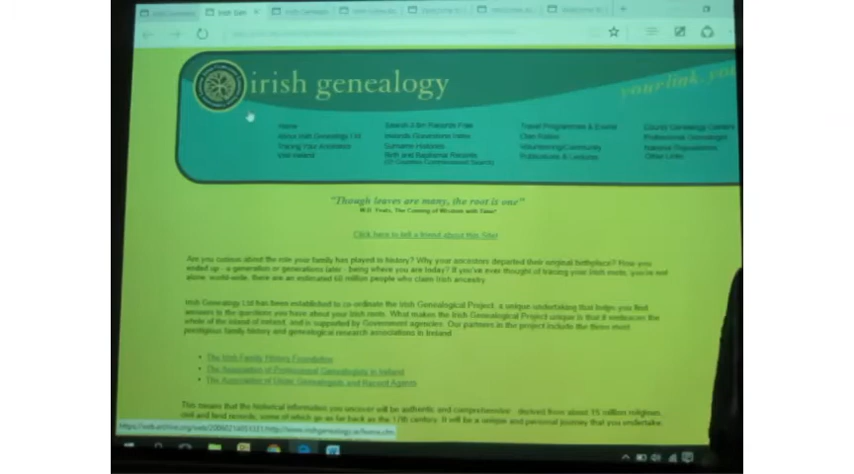 irish genealogy
your link, you
Home
About Irish Genealogy Ltd
Tracing Your Ancestors
Visit Ireland
Surname Histories
Birth and Baptismal Records
Travel Programmes & Events
Clan Rallies
Volunteering/Community
Publications & Lectures
County Genealogy Centres
Professional Genealogist
National Repositories
Other Links
"Though leaves are many, the root is one"
W.B. Yeats, The Coming of Wisdom with Time"
Click here to tell a friend about this Site!
Are you curious about the role your family has played in history? Why your ancestors departed their original birthplace? How you
ended up - a generation or generations later - being where you are today? If you've ever thought of tracing your Irish roots, you're not
alone: world-wide, there are an estimated 60 million people who claim Irish ancestry.
Irish Genealogy Ltd has been established to co-ordinate the Irish Genealogical Project, a unique undertaking that helps you find
answers to the questions you have about your Irish roots. What makes the Irish Genealogical Project unique is that it embraces the
whole of the island of Ireland, and is supported by Government agencies. Our partners in the project include the three most
prestigious family history and genealogical research associations in Ireland
The Irish Family History Foundation
The Association of Professional Genealogists in Ireland
The Association of Ulster Genealogists and Record Agents
This means that the historical information you uncover will be authentic and comprehensive - derived from about 15 million religious,
civil and land records, some of which go as far back as the 17th century. It will be a unique and personal journey that you undertake